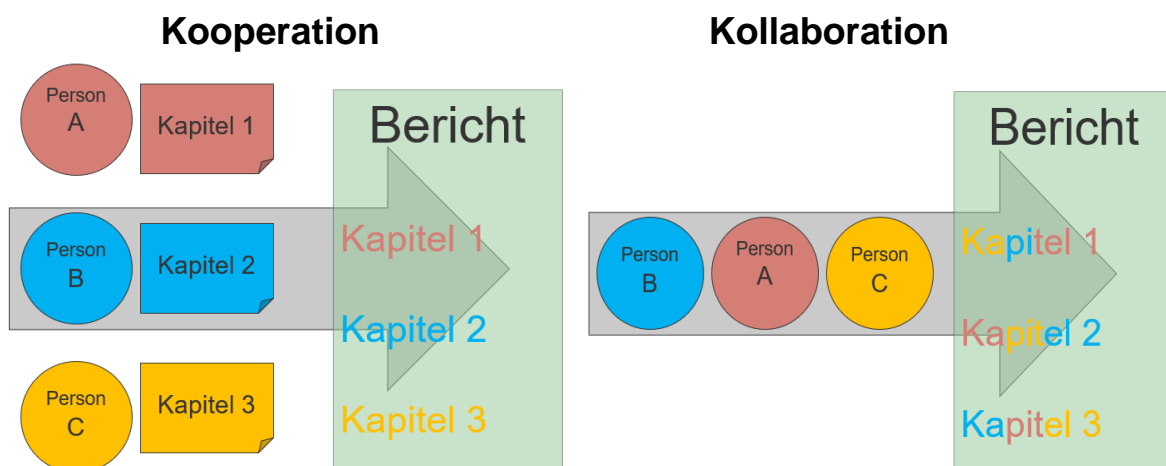 Kooperation
Person
A
Kapitel 1
Person
B
Kapitel 2
Person
C
Kapitel 3
Bericht
Kapitel 1
Kapitel 2
Kapitel 3
Kollaboration
Person
B
Person
A
Person
C
Bericht
Kapitel 1
Kapitel 2
Kapitel 3